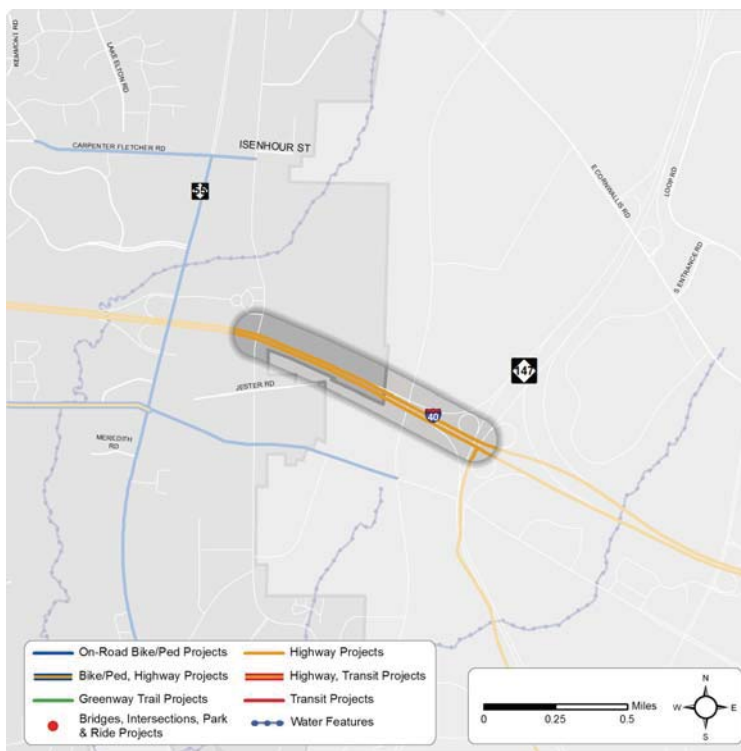 KEMMONT RD
LAKE ELTON RD
CARPENTER FLETCHER RD
ISENHOUR ST
55
E CORNWALLIS RD
LOOP RD
S ENTRANCE RD
147
JESTER RD
40
MEREDITH
RD
On-Road Bike/Ped Projects
Highway Projects
Bike/Ped, Highway Projects
Highway, Transit Projects
Greenway Trail Projects
Transit Projects
Bridges, Intersections, Park
& Ride Projects
Water Features
Miles
0 0.25 0.5
N
W E
S